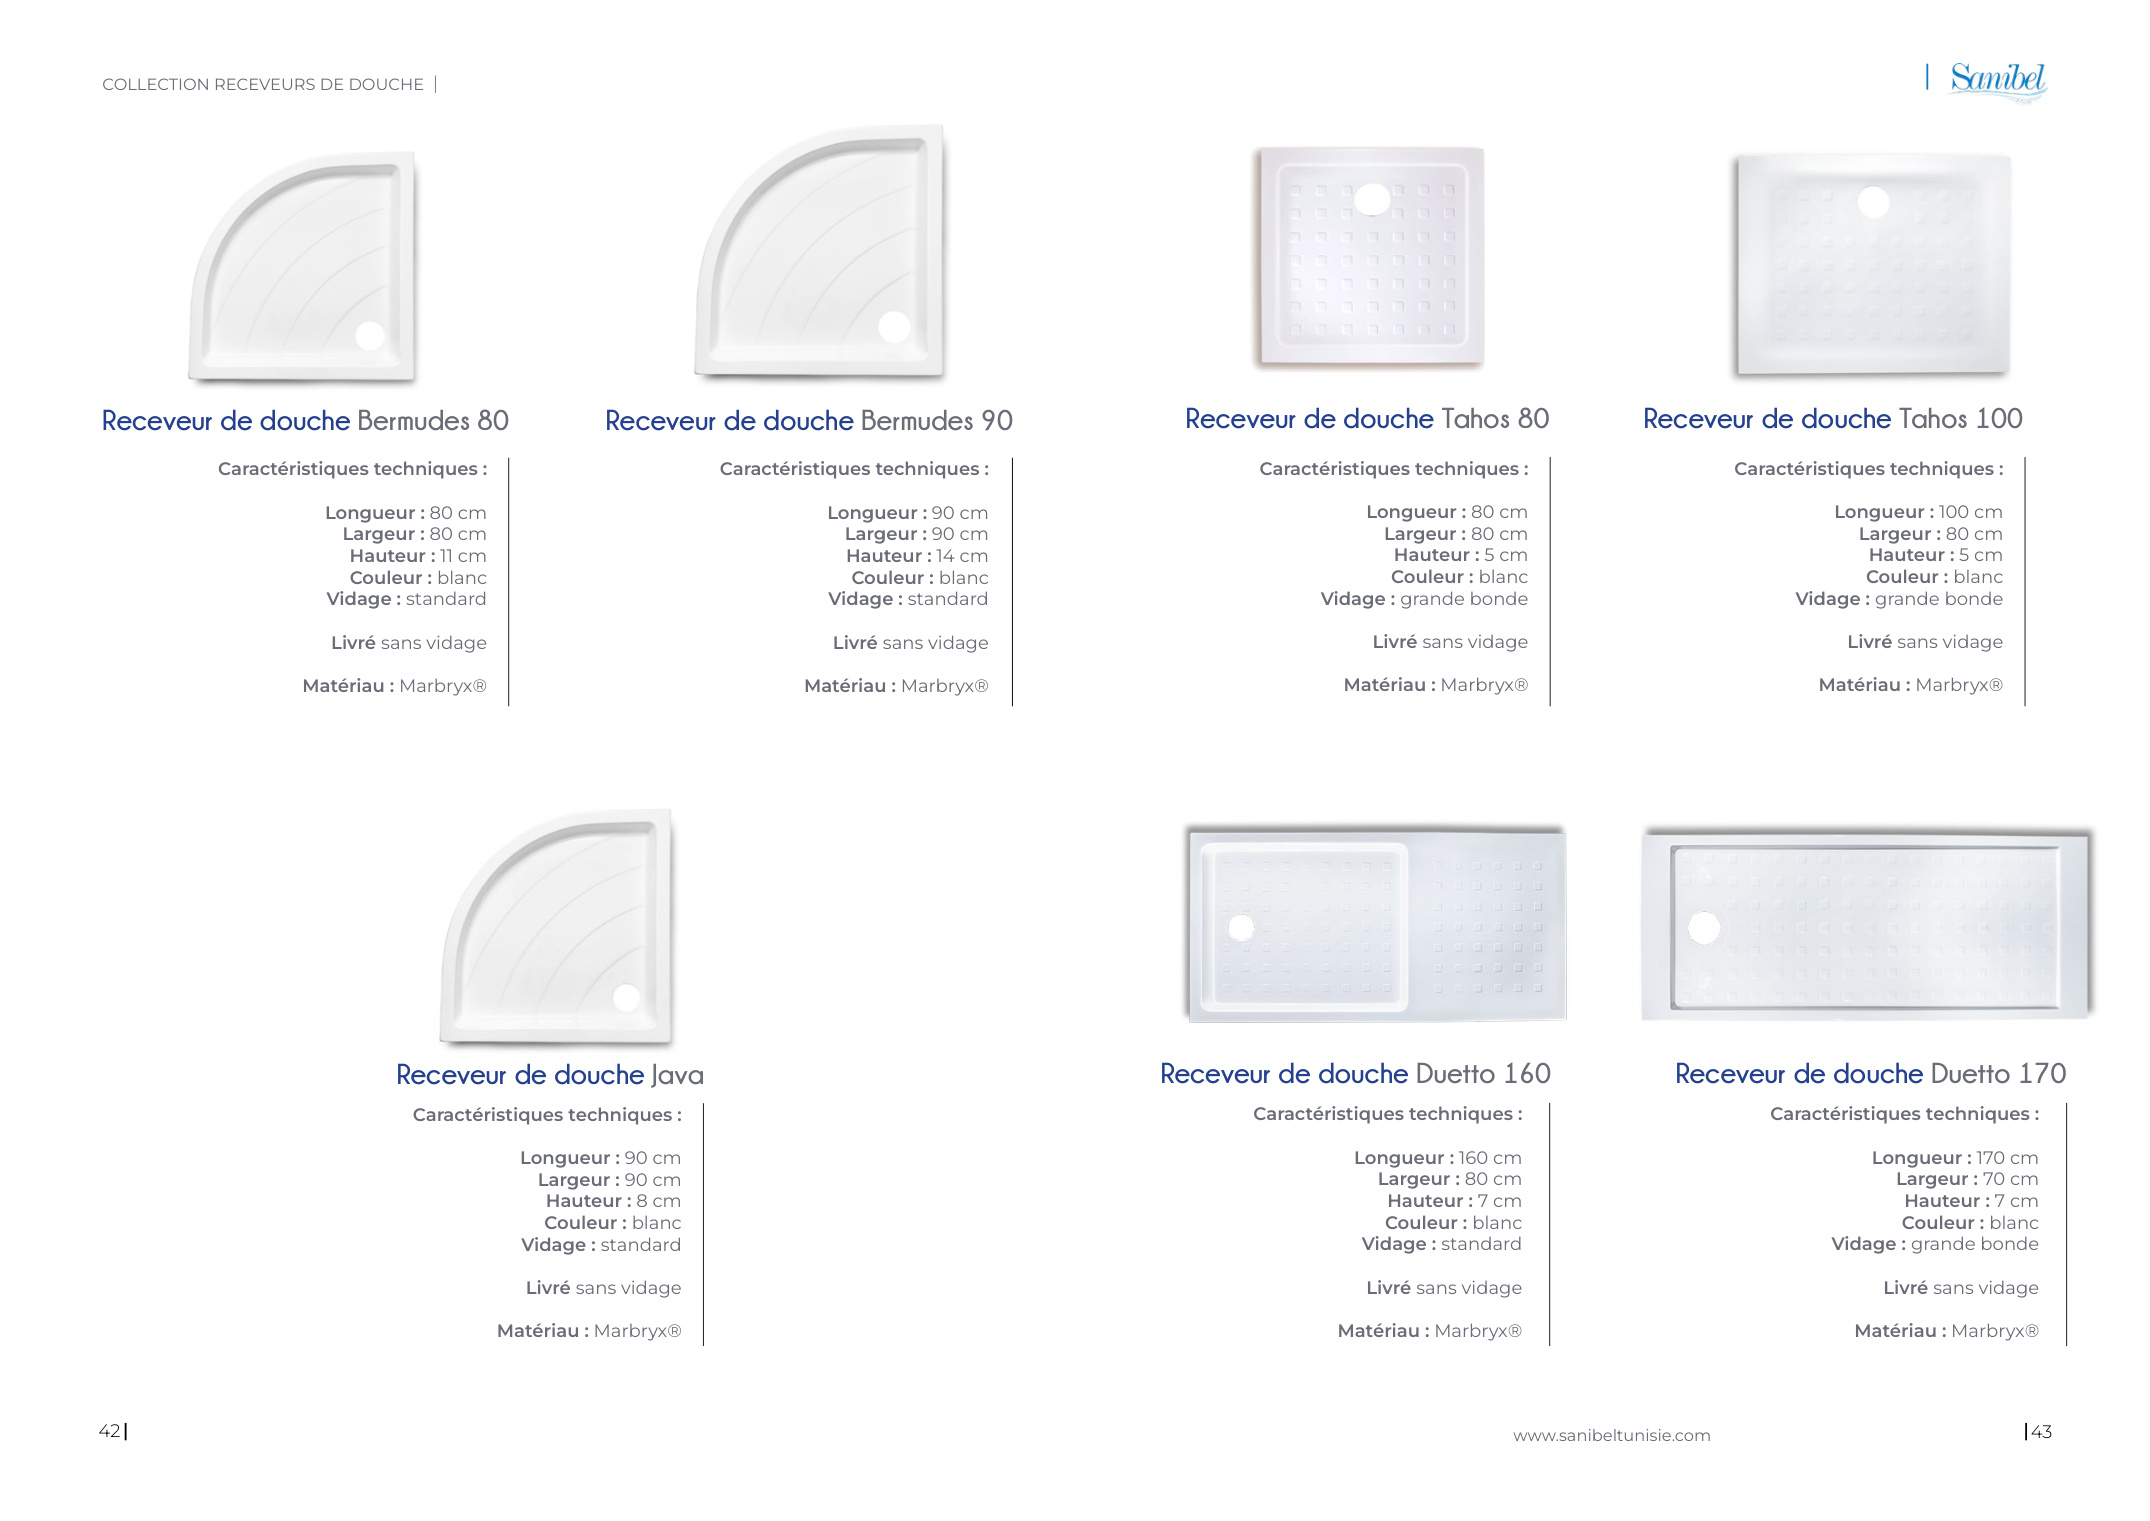 COLLECTION RECEVEURS DE DOUCHE |
| Sanibel
Receveur de douche Bermudes 80
Caractéristiques techniques :
Longueur : 80 cm
Largeur : 80 cm
Hauteur : 11 cm
Couleur : blanc
Vidage : standard
Livré sans vidage
Matériau : Marbryx®
Receveur de douche Bermudes 90
Caractéristiques techniques :
Longueur : 90 cm
Largeur : 90 cm
Hauteur : 14 cm
Couleur : blanc
Vidage : standard
Livré sans vidage
Matériau : Marbryx®
Receveur de douche Java
Caractéristiques techniques :
Longueur : 90 cm
Largeur : 90 cm
Hauteur : 8 cm
Couleur : blanc
Vidage : standard
Livré sans vidage
Matériau : Marbryx®
42|
Receveur de douche Tahos 80
Caractéristiques techniques :
Longueur : 80 cm
Largeur : 80 cm
Hauteur : 5 cm
Couleur : blanc
Vidage : grande bonde
Livré sans vidage
Matériau : Marbryx®
Receveur de douche Tahos 100
Caractéristiques techniques :
Longueur : 100 cm
Largeur : 80 cm
Hauteur : 5 cm
Couleur : blanc
Vidage : grande bonde
Livré sans vidage
Matériau : Marbryx®
Receveur de douche Duetto 160
Caractéristiques techniques :
Longueur : 160 cm
Largeur : 80 cm
Hauteur : 7 cm
Couleur : blanc
Vidage : standard
Livré sans vidage
Matériau : Marbryx®
Receveur de douche Duetto 170
Caractéristiques techniques :
Longueur : 170 cm
Largeur : 70 cm
Hauteur : 7 cm
Couleur : blanc
Vidage : grande bonde
Livré sans vidage
Matériau : Marbryx®
www.sanibeltunisie.com
|43